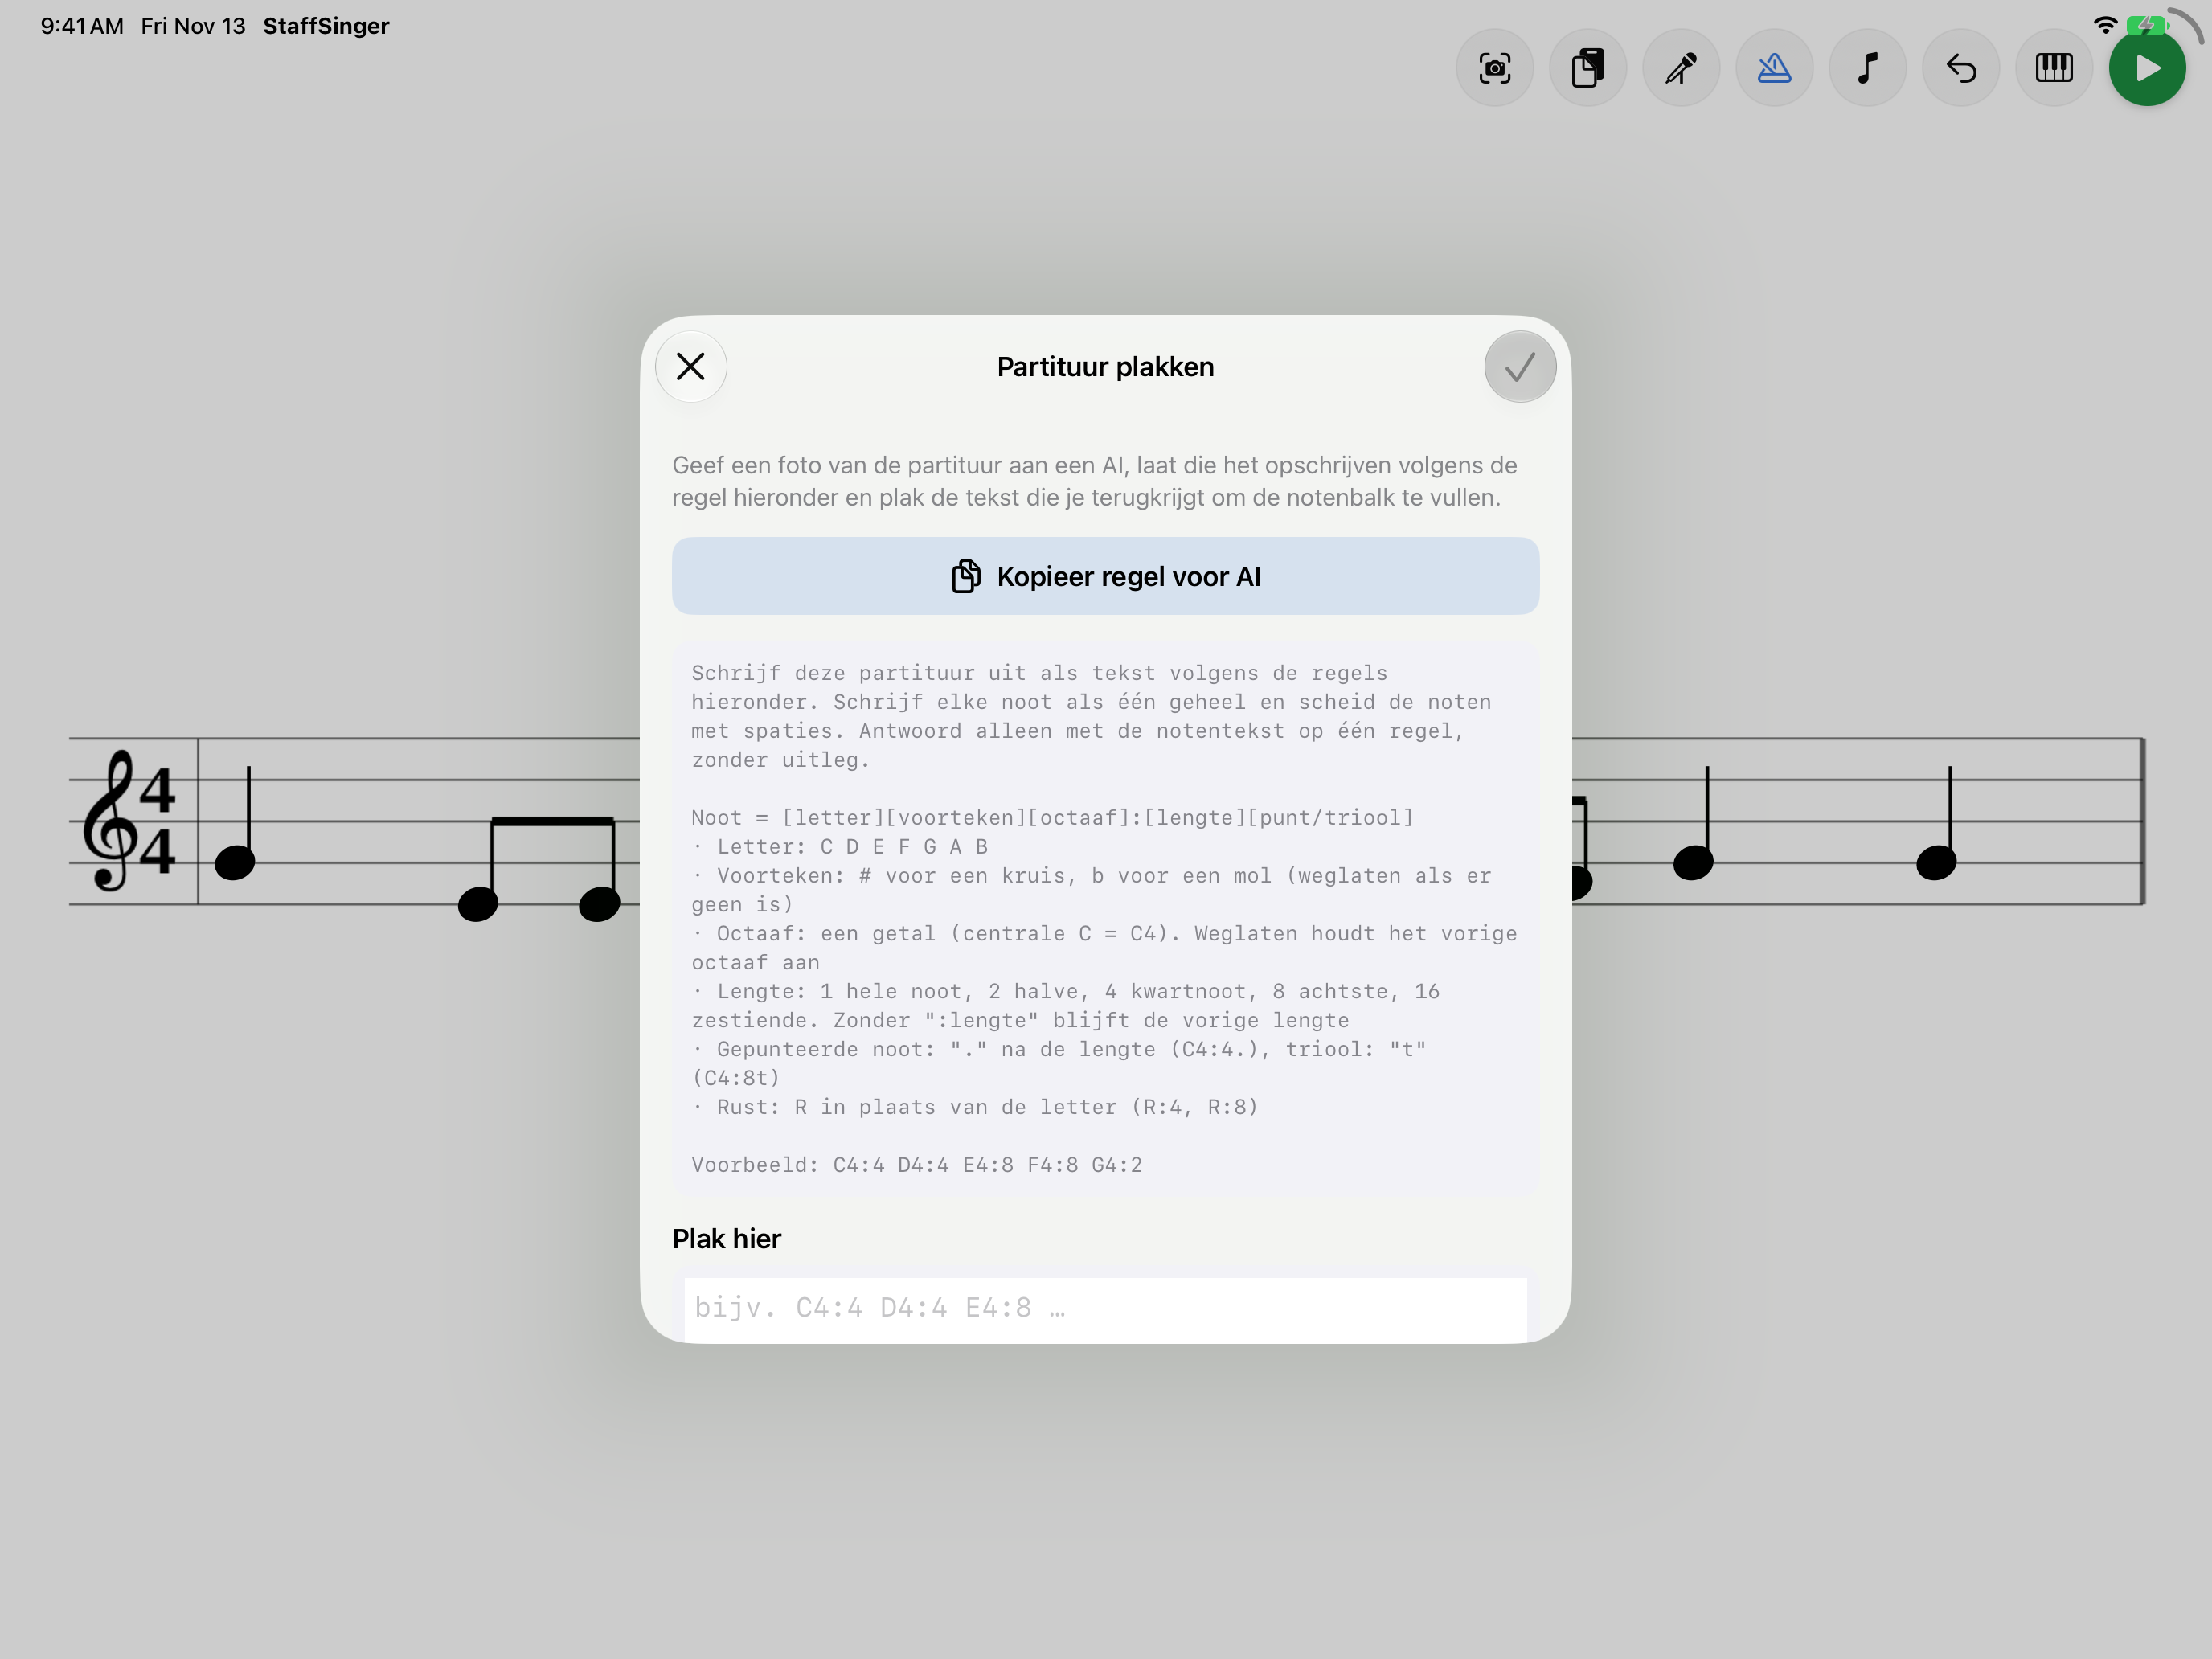 9:41 AM Fri Nov 13 StaffSinger
Partituur plakken
Geef een foto van de partituur aan een AI, laat die het opschrijven volgens de
regel hieronder en plak de tekst die je terugkrijgt om de notenbalk te vullen.
Kopieer regel voor AI
Schrijf deze partituur uit als tekst volgens de regels
hieronder. Schrijf elke noot als één geheel en scheid de noten
met spaties. Antwoord alleen met de notentekst op één regel,
zonder uitleg.
Noot = [letter][voorteken][octaaf]:[lengte][punt/triool]
· Letter: C D E F G A B
· Voorteken: # voor een kruis, b voor een mol (weglaten als er
geen is)
· Octaaf: een getal (centrale C = C4). Weglaten houdt het vorige
octaaf aan
· Lengte: 1 hele noot, 2 halve, 4 kwartnoot, 8 achtste, 16
zestiende. Zonder ":lengte" blijft de vorige lengte
· Gepunteerde noot: "." na de lengte (C4:4.), triool: "t"
(C4:8t)
· Rust: R in plaats van de letter (R:4, R:8)
Voorbeeld: C4:4 D4:4 E4:8 F4:8 G4:2
Plak hier
bijv. C4:4 D4:4 E4:8 …
4
4